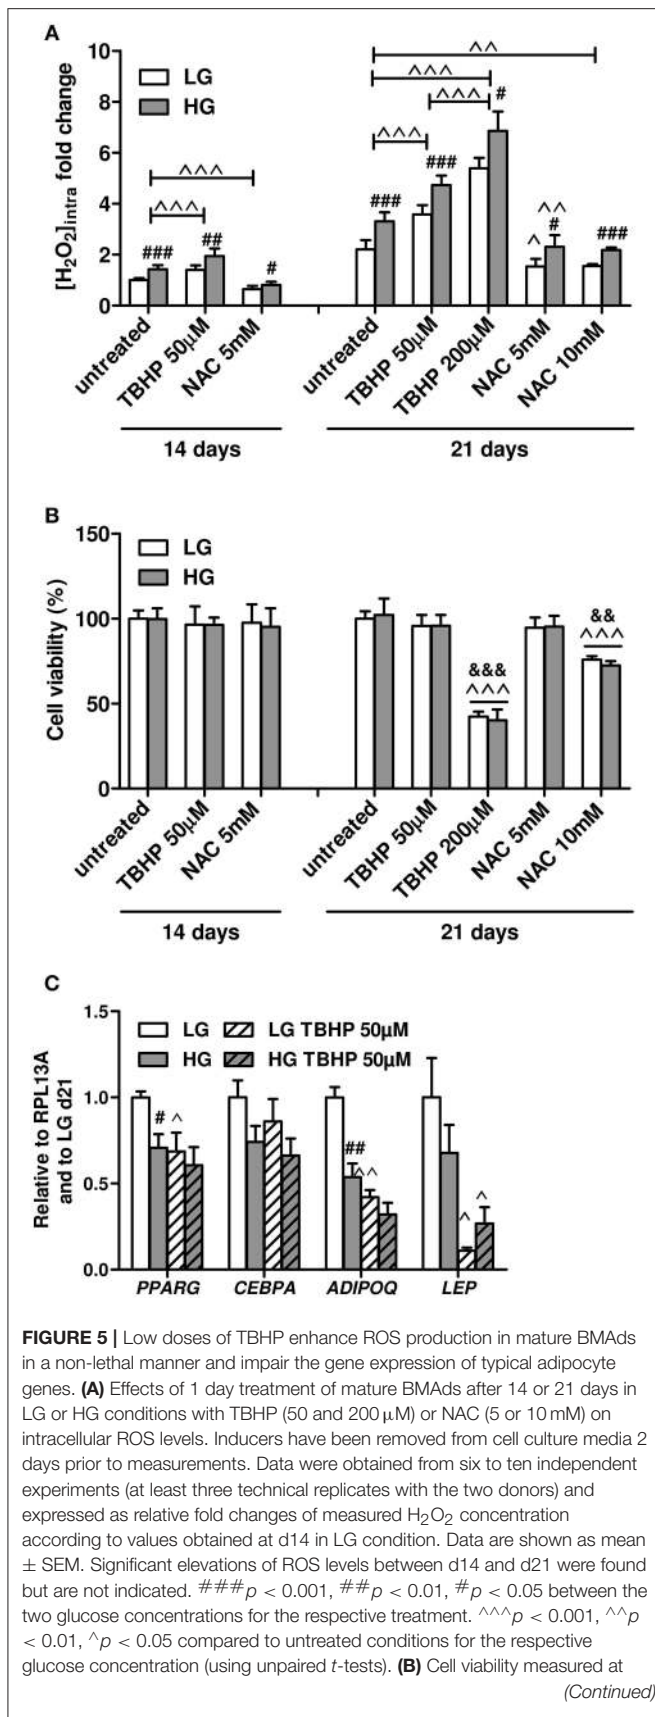 A
10
8
6
4
2
0
[H₂O₂]intra fold change
LG
HG
^^
^^^
#
^^^
^^^
###
###
^^^
^^^
###
##
#
^
^^
#
###
untreated
TBHP 50µM
NAC 5mM
untreated
TBHP 50µM
TBHP 200µM
NAC 5mM
NAC 10mM
14 days
21 days
B
150
100
50
0
Cell viability (%)
LG
HG
&&&
^^^
&&
^^^
untreated
TBHP 50µM
NAC 5mM
untreated
TBHP 50µM
TBHP 200µM
NAC 5mM
NAC 10mM
14 days
21 days
C
1.5
1.0
0.5
0.0
Relative to RPL13A
and to LG d21
LG
LG TBHP 50µM
HG
HG TBHP 50µM
#
^
##
^^
^
^
PPARG
CEBPA
ADIPOQ
LEP
FIGURE 5 | Low doses of TBHP enhance ROS production in mature BMAds
in a non-lethal manner and impair the gene expression of typical adipocyte
genes. (A) Effects of 1 day treatment of mature BMAds after 14 or 21 days in
LG or HG conditions with TBHP (50 and 200 µM) or NAC (5 or 10 mM) on
intracellular ROS levels. Inducers have been removed from cell culture media 2
days prior to measurements. Data were obtained from six to ten independent
experiments (at least three technical replicates with the two donors) and
expressed as relative fold changes of measured H₂O₂ concentration
according to values obtained at d14 in LG condition. Data are shown as mean
± SEM. Significant elevations of ROS levels between d14 and d21 were found
but are not indicated. ###p < 0.001, ##p < 0.01, #p < 0.05 between the
two glucose concentrations for the respective treatment. ^^^p < 0.001, ^^p
< 0.01, ^p < 0.05 compared to untreated conditions for the respective
glucose concentration (using unpaired t-tests). (B) Cell viability measured at
(Continued)